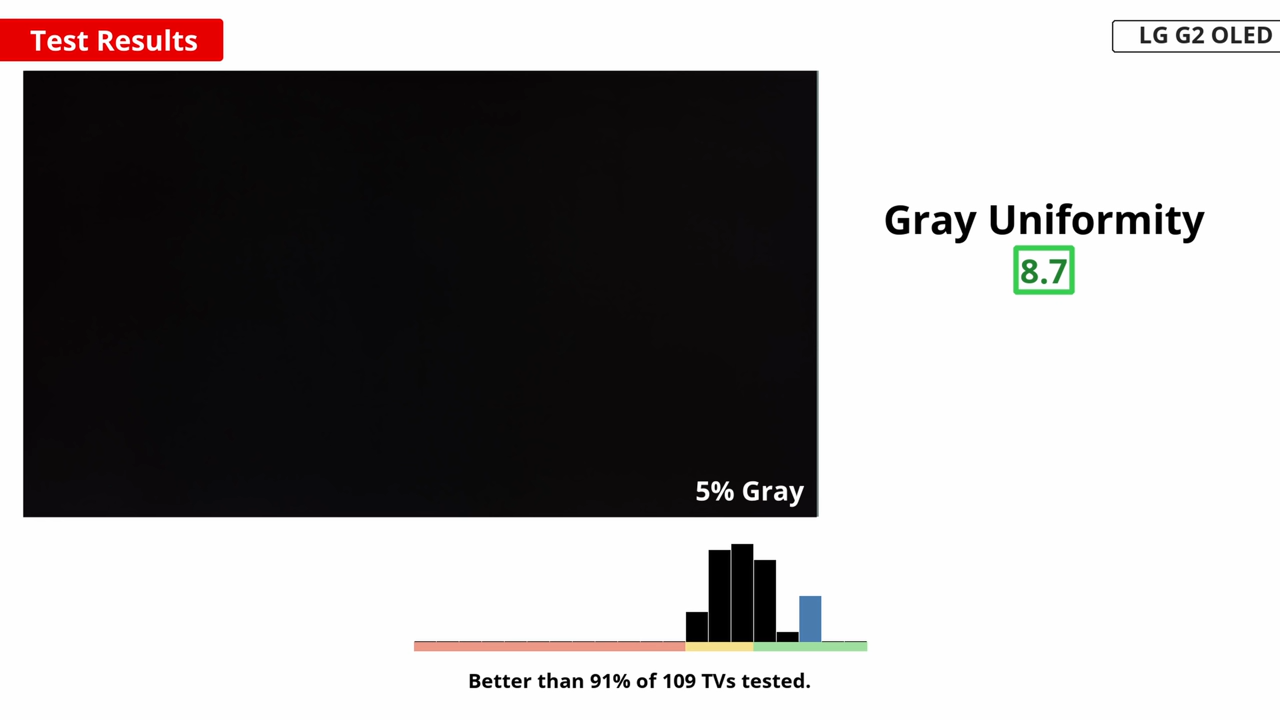 Test Results
LG G2 OLED
Gray Uniformity
8.7
5% Gray
Better than 91% of 109 TVs tested.